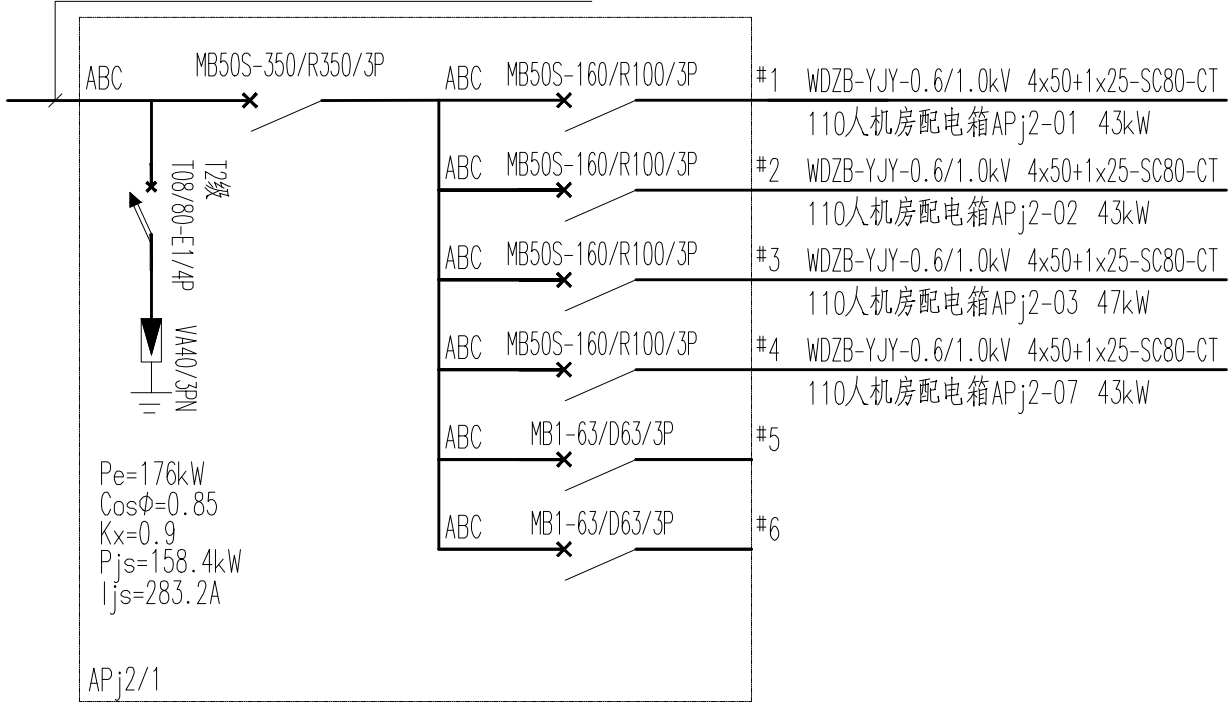 ABC
MB50S-350/R350/3P
ABC
MB50S-160/R100/3P
#1
WDZB-YJY-0.6/1.0kV 4x50+1x25-SC80-CT
110人机房配电箱APj2-01 43kW
ABC
MB50S-160/R100/3P
#2
WDZB-YJY-0.6/1.0kV 4x50+1x25-SC80-CT
110人机房配电箱APj2-02 43kW
ABC
MB50S-160/R100/3P
#3
WDZB-YJY-0.6/1.0kV 4x50+1x25-SC80-CT
110人机房配电箱APj2-03 47kW
ABC
MB50S-160/R100/3P
#4
WDZB-YJY-0.6/1.0kV 4x50+1x25-SC80-CT
110人机房配电箱APj2-07 43kW
ABC
MB1-63/D63/3P
#5
ABC
MB1-63/D63/3P
#6
T2级
T08/80-E1/4P
VA40/3PN
Pe=176kW
CosΦ=0.85
Kx=0.9
Pjs=158.4kW
Ijs=283.2A
APj2/1